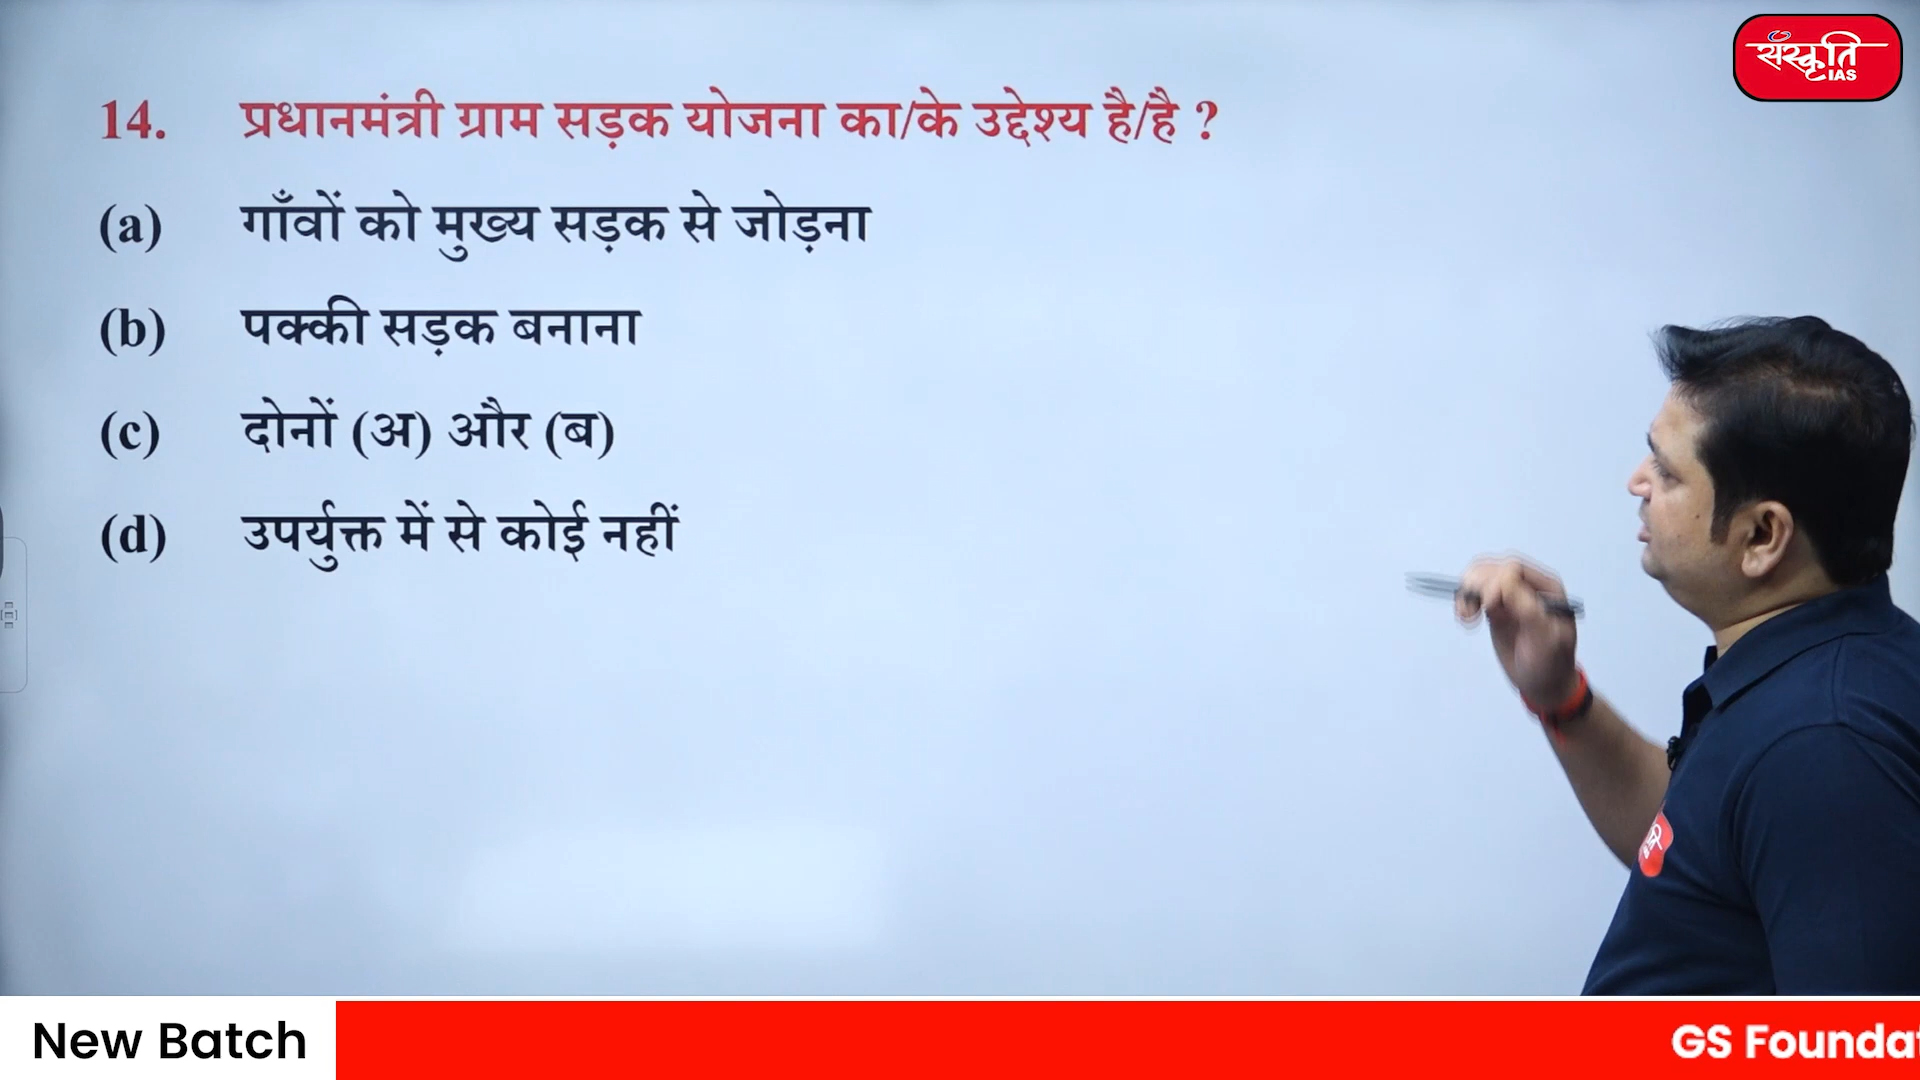 संस्कृति
IAS
14. प्रधानमंत्री ग्राम सड़क योजना का/के उद्देश्य है/है ?
(a) गाँवों को मुख्य सड़क से जोड़ना
(b) पक्की सड़क बनाना
(c) दोनों (अ) और (ब)
(d) उपर्युक्त में से कोई नहीं
New Batch
GS Foundat